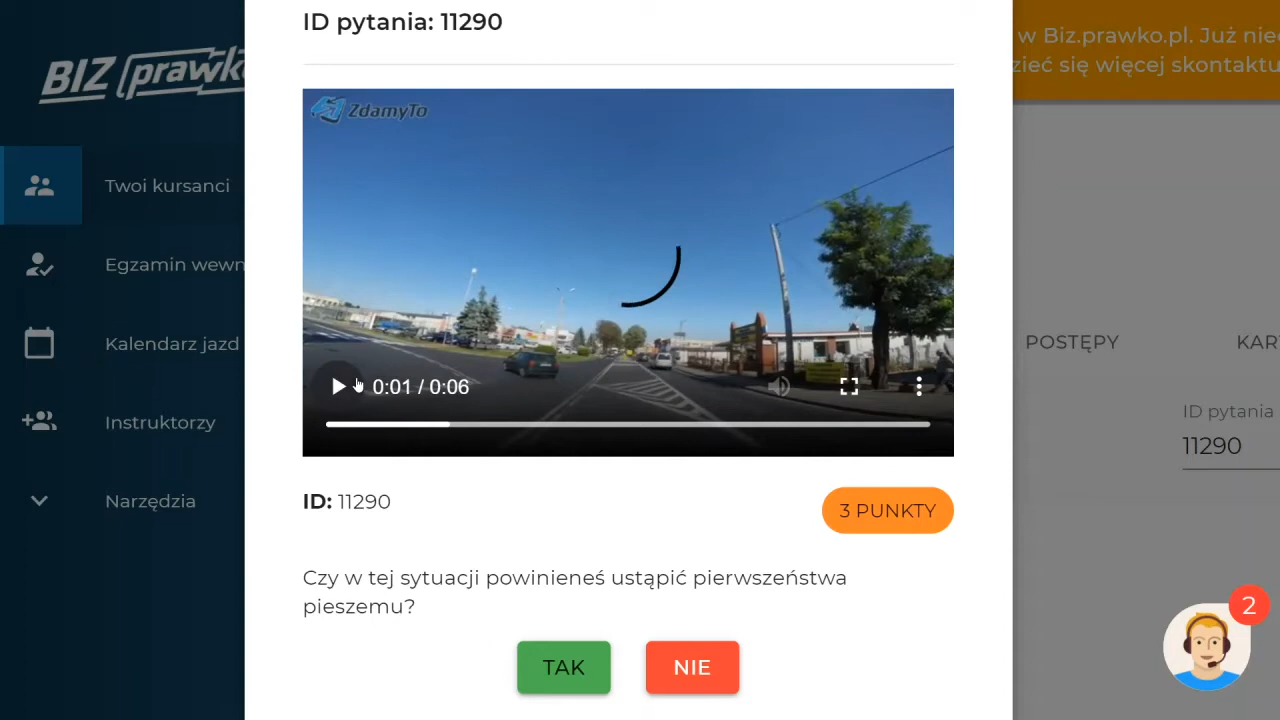 ID pytania: 11290
w Biz.prawko.pl. Już nie
zieć się więcej skontaktu
BIZ prawk
ZdamyTo
Twoi kursanci
Egzamin wewn
Kalendarz jazd
Instruktorzy
Narzędzia
POSTĘPY
KAR
ID pytania
11290
0:01 / 0:06
ID: 11290
3 PUNKTY
Czy w tej sytuacji powinieneś ustąpić pierwszeństwa
pieszemu?
TAK
NIE
2